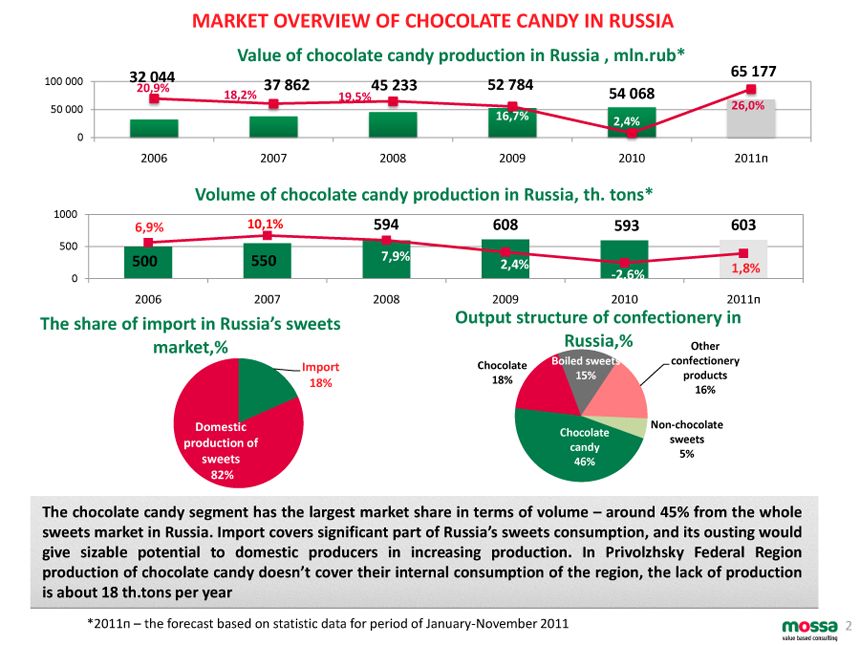 MARKET OVERVIEW OF CHOCOLATE CANDY IN RUSSIA
Value of chocolate candy production in Russia , mln.rub*
100 000
50 000
0
32 044
37 862
45 233
52 784
54 068
65 177
20,9%
18,2%
19,5%
16,7%
2,4%
26,0%
2006
2007
2008
2009
2010
2011n
Volume of chocolate candy production in Russia, th. tons*
1000
500
0
6,9%
10,1%
594
608
593
603
500
550
7,9%
2,4%
-2,6%
1,8%
2006
2007
2008
2009
2010
2011n
The share of import in Russia's sweets
market,%
Import
18%
Domestic
production of
sweets
82%
Output structure of confectionery in
Russia,%
Chocolate
18%
Boiled sweets
15%
Other
confectionery
products
16%
Non-chocolate
sweets
5%
Chocolate
candy
46%
The chocolate candy segment has the largest market share in terms of volume – around 45% from the whole
sweets market in Russia. Import covers significant part of Russia's sweets consumption, and its ousting would
give sizable potential to domestic producers in increasing production. In Privolzhsky Federal Region
production of chocolate candy doesn't cover their internal consumption of the region, the lack of production
is about 18 th.tons per year
*2011n – the forecast based on statistic data for period of January-November 2011
mossa
value based consulting
2